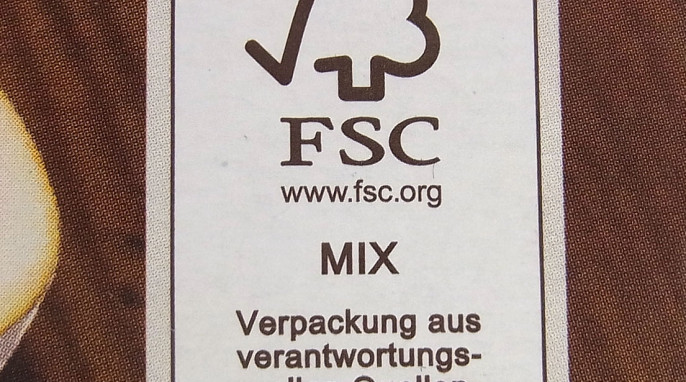 FSC
www.fsc.org
MIX
Verpackung aus
verantwortungs-